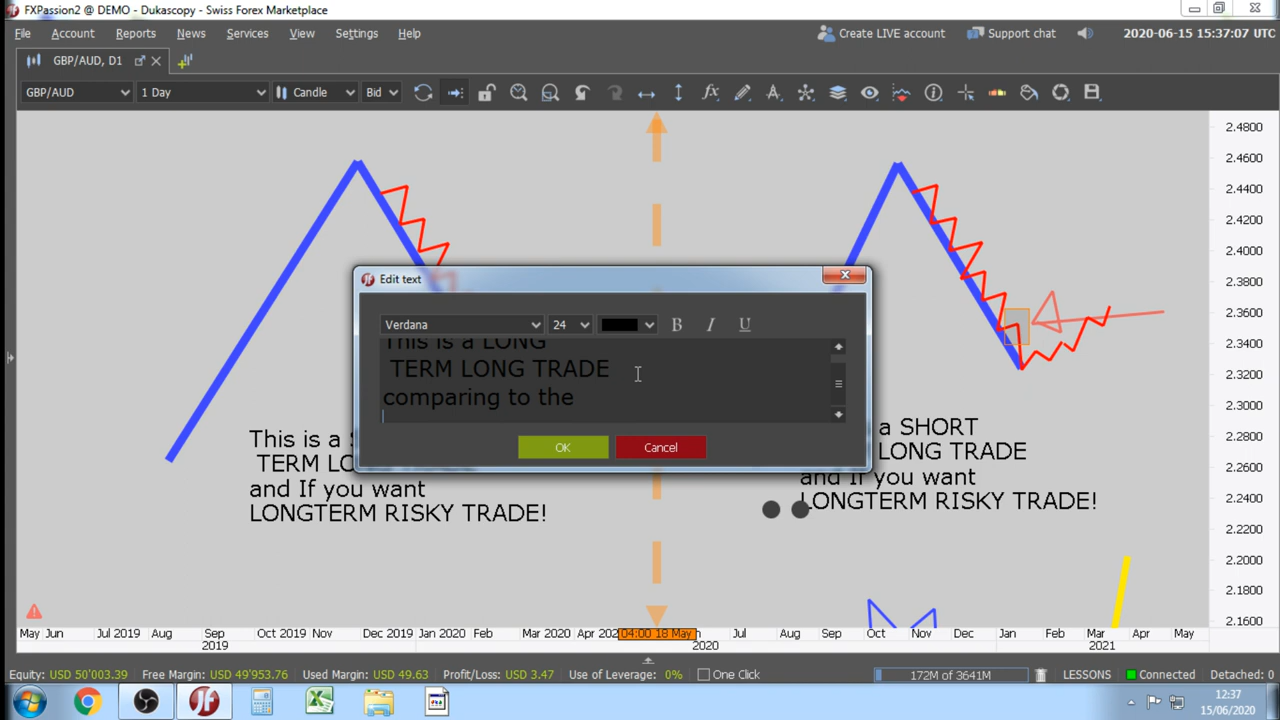 FXPassion2 @ DEMO - Dukascopy - Swiss Forex Marketplace
File Account Reports News Services View Settings Help Create LIVE account Support chat 2020-06-15 15:37:07 UTC
GBP/AUD, D1
GBP/AUD 1 Day Candle Bid
2.4800
2.4600
2.4400
2.4200
2.4000
2.3800
2.3600
2.3400
2.3200
2.3000
2.2800
2.2600
2.2400
2.2200
2.2000
2.1800
2.1600
Edit text
Verdana 24 B I U
This is a LONG
TERM LONG TRADE
comparing to the
OK Cancel
This is a S
TERM LONG TRADE
and If you want
LONGTERM RISKY TRADE!
a SHORT
LONG TRADE
and If you want
LONGTERM RISKY TRADE!
May Jun Jul 2019 Aug Sep Oct 2019 Nov Dec 2019 Jan 2020 Feb Mar 2020 Apr 202 04:00 18 May n Jul Aug Sep Oct Nov Dec Jan Feb Mar Apr May
2019 2020 2021
Equity: USD 50'003.39 Free Margin: USD 49'953.76 Used Margin: USD 49.63 Profit/Loss: USD 3.47 Use of Leverage: 0% One Click 172M of 3641M LESSONS Connected Detached: 0
12:37
15/06/2020